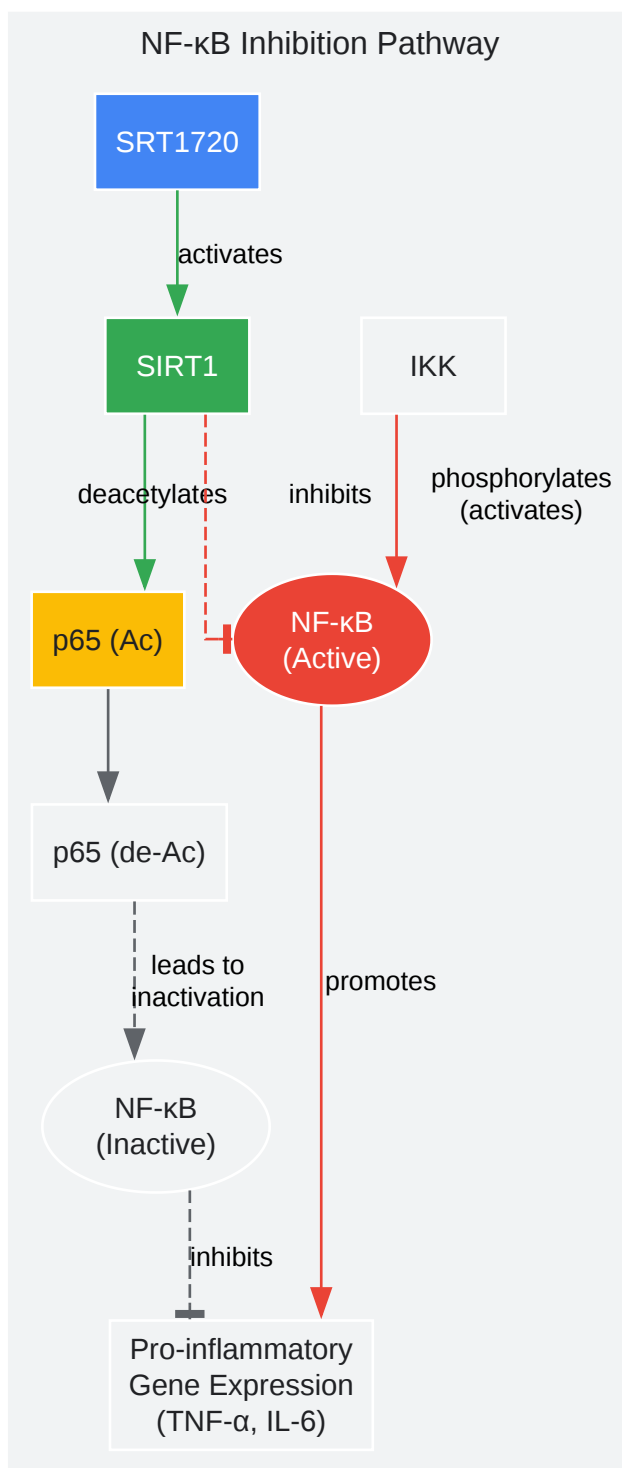 NF-κB Inhibition Pathway
SRT1720
activates
SIRT1
IKK
deacetylates
inhibits
phosphorylates
(activates)
p65 (Ac)
NF-κB
(Active)
p65 (de-Ac)
leads to
inactivation
promotes
NF-κB
(Inactive)
inhibits
Pro-inflammatory
Gene Expression
(TNF-α, IL-6)